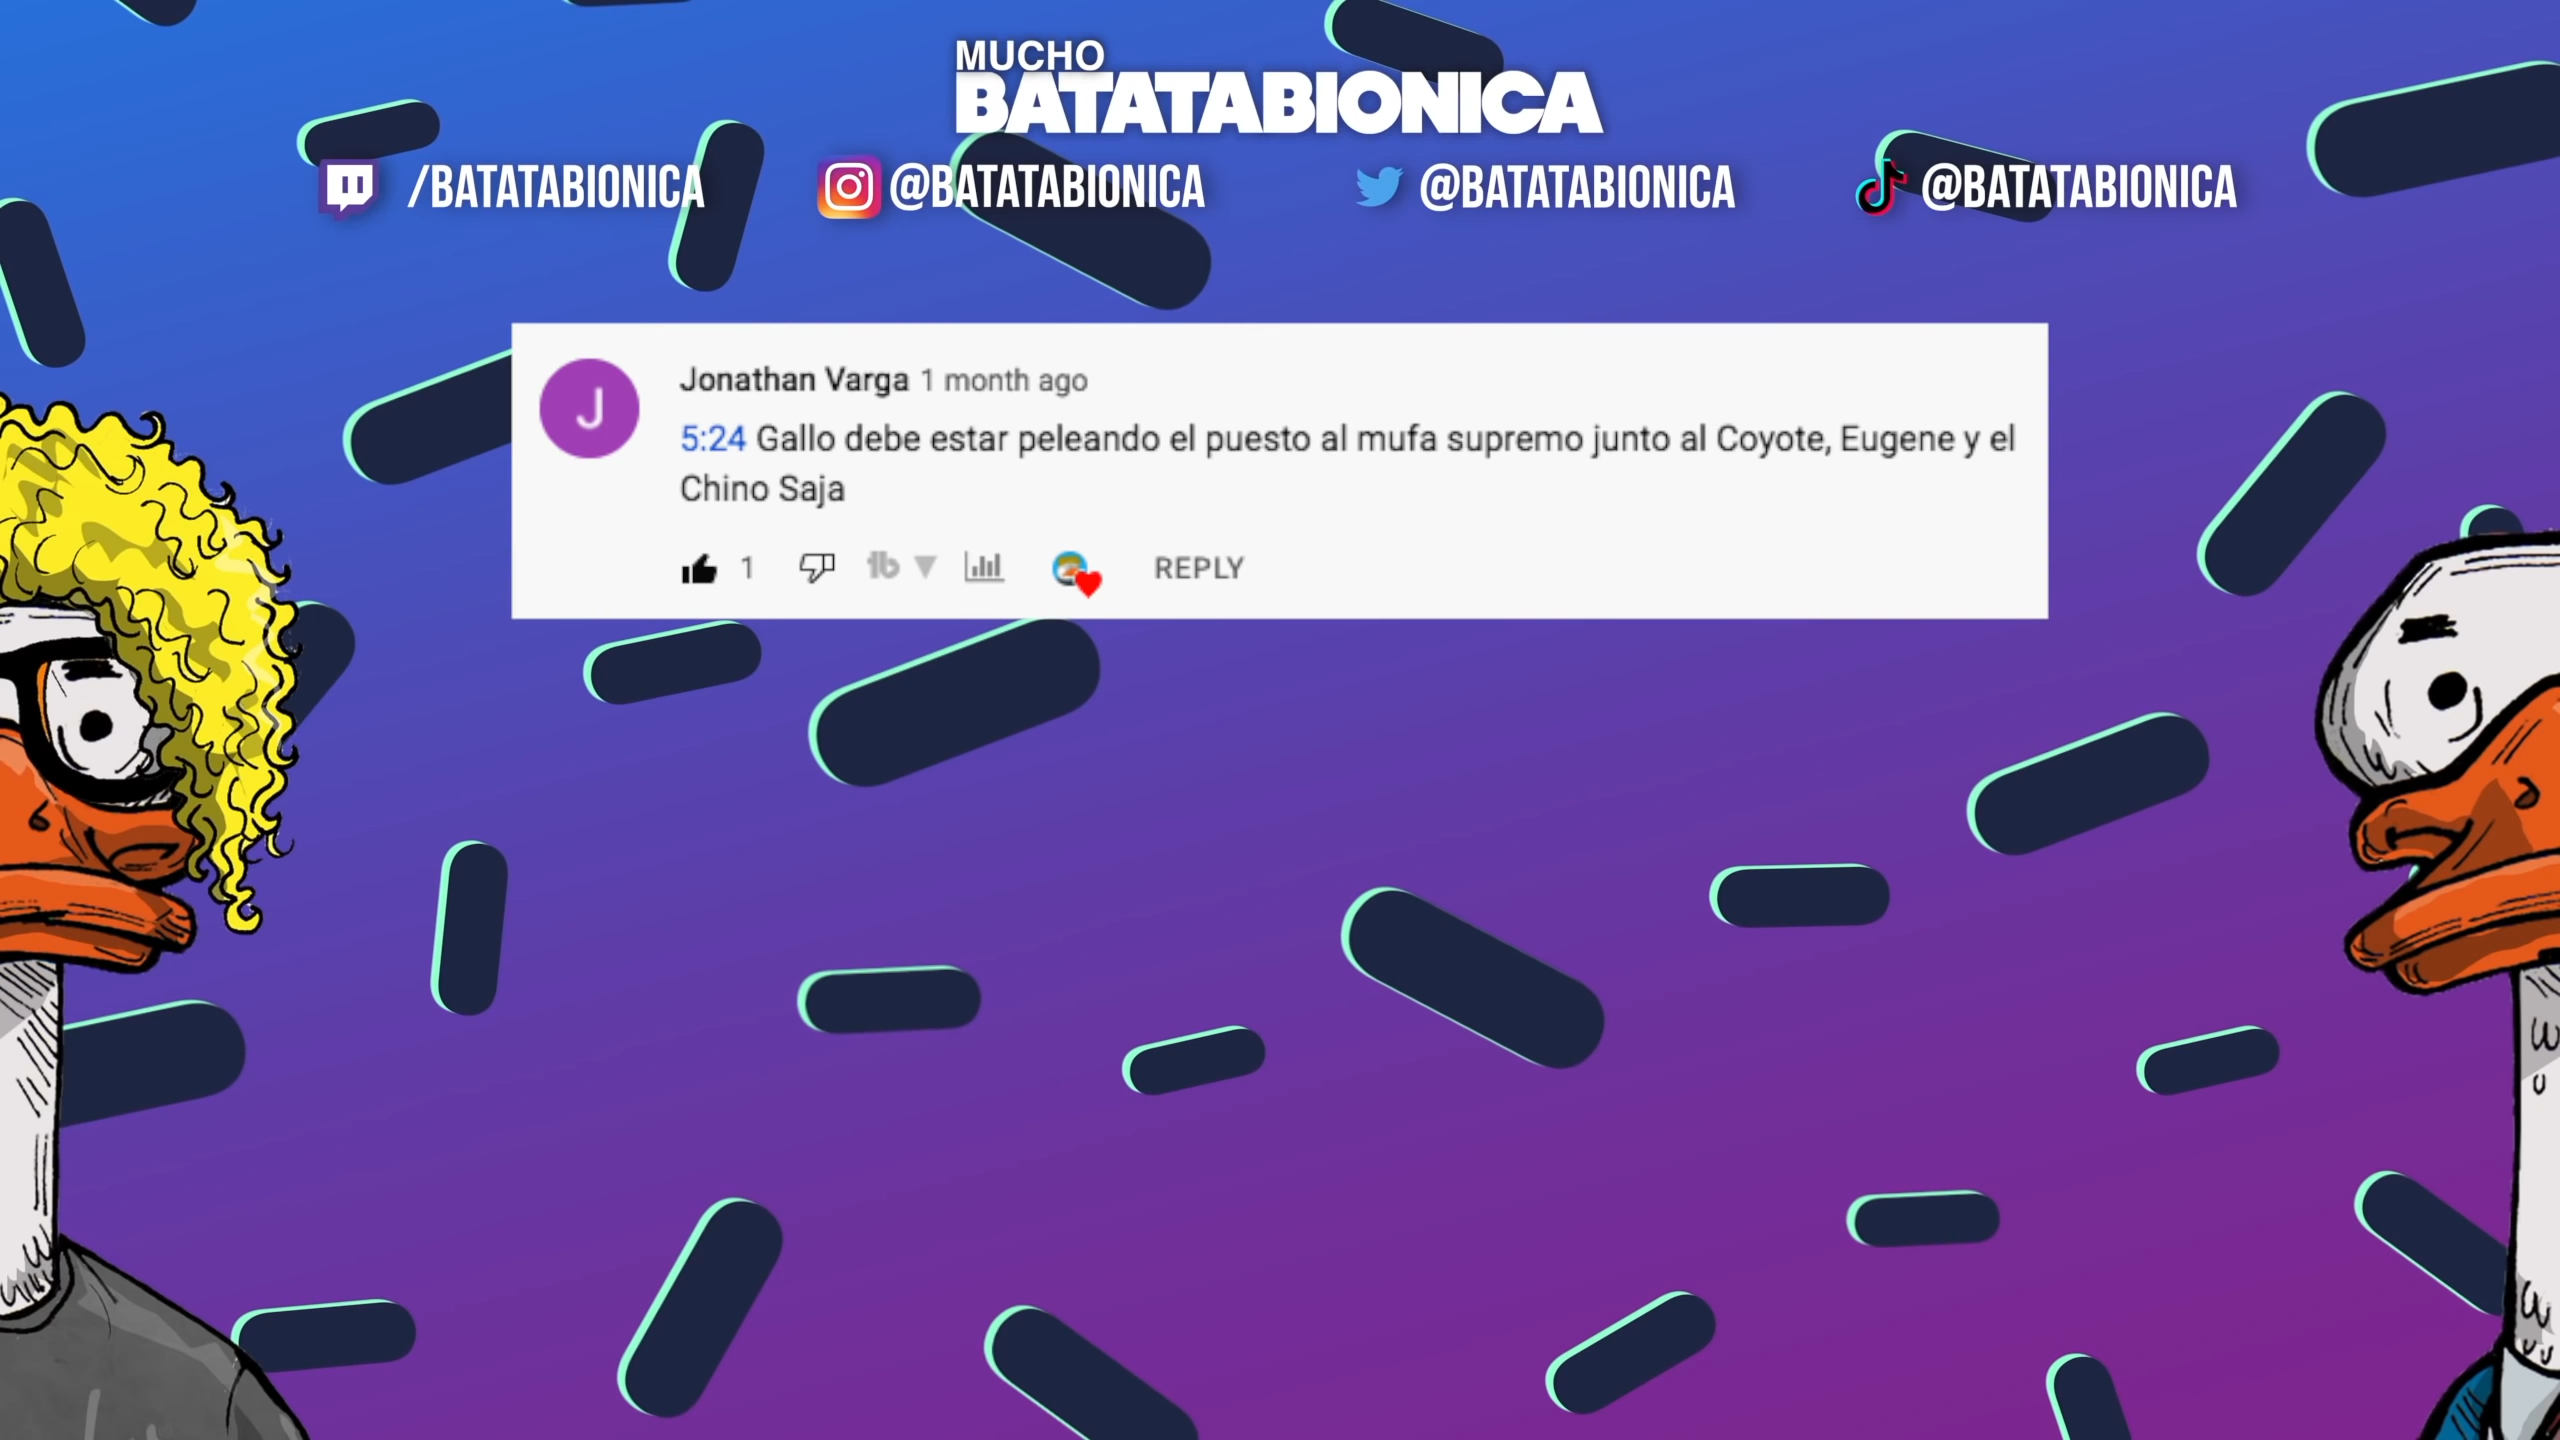 MUCHO
BATATABIONICA
/BATATABIONICA @BATATABIONICA @BATATABIONICA @BATATABIONICA
J
Jonathan Varga 1 month ago
5:24 Gallo debe estar peleando el puesto al mufa supremo junto al Coyote, Eugene y el
Chino Saja
1 REPLY